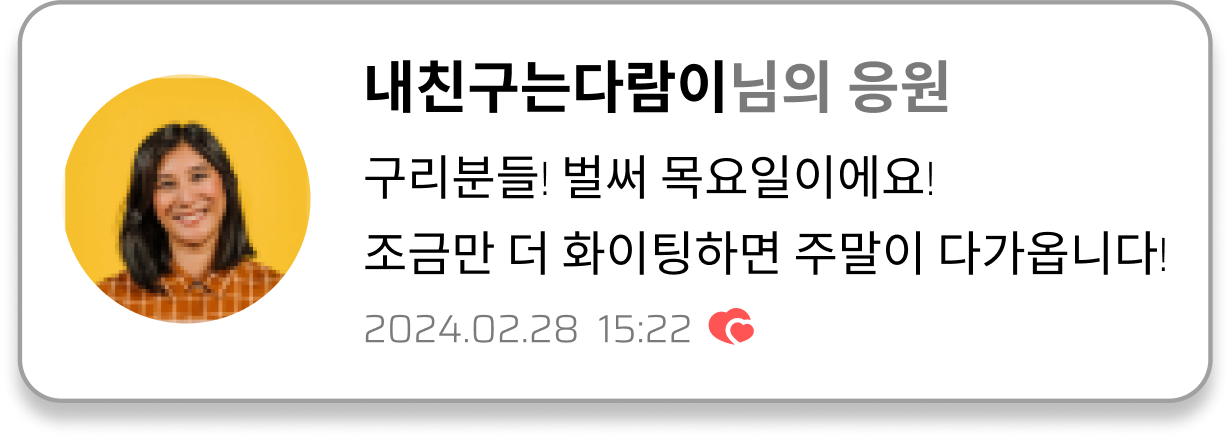 내친구는다람이님의 응원
구리분들! 벌써 목요일이에요!
조금만 더 화이팅하면 주말이 다가옵니다!
2024.02.28 15:22